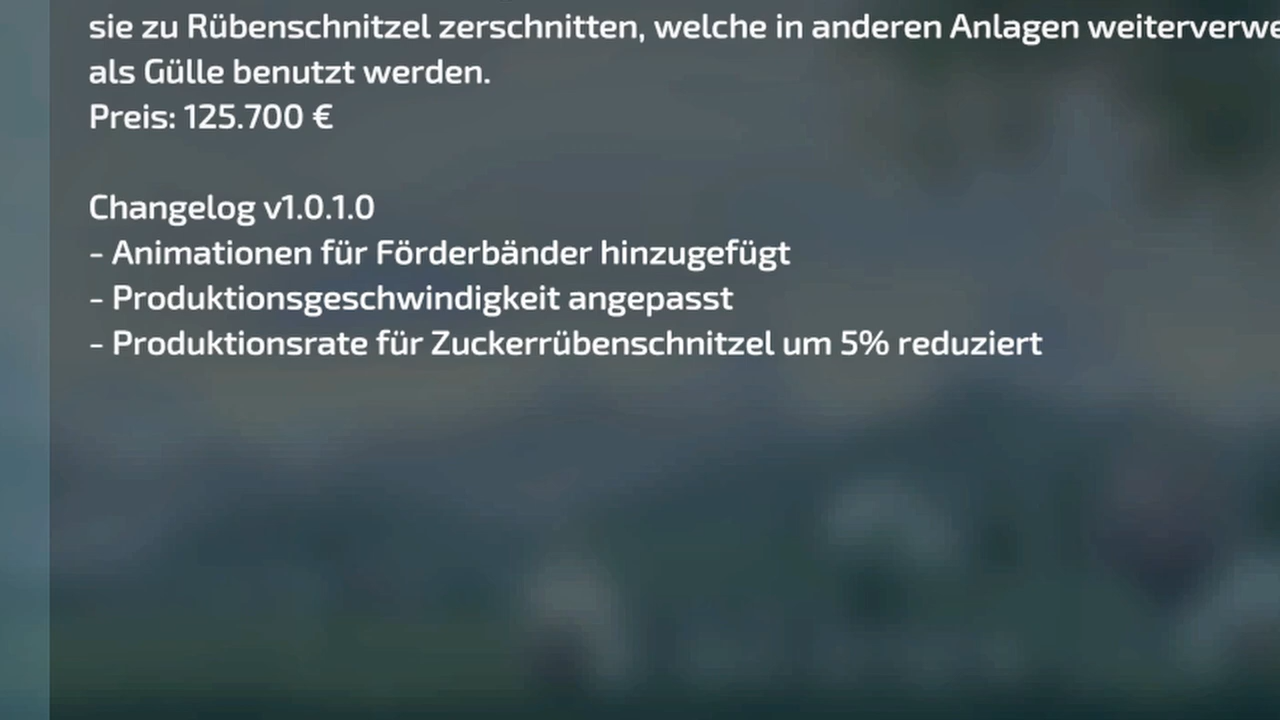 sie zu Rübenschnitzel zerschnitten, welche in anderen Anlagen weiterverwe
als Gülle benutzt werden.
Preis: 125.700 €
Changelog v1.0.1.0
- Animationen für Förderbänder hinzugefügt
- Produktionsgeschwindigkeit angepasst
- Produktionsrate für Zuckerrübenschnitzel um 5% reduziert